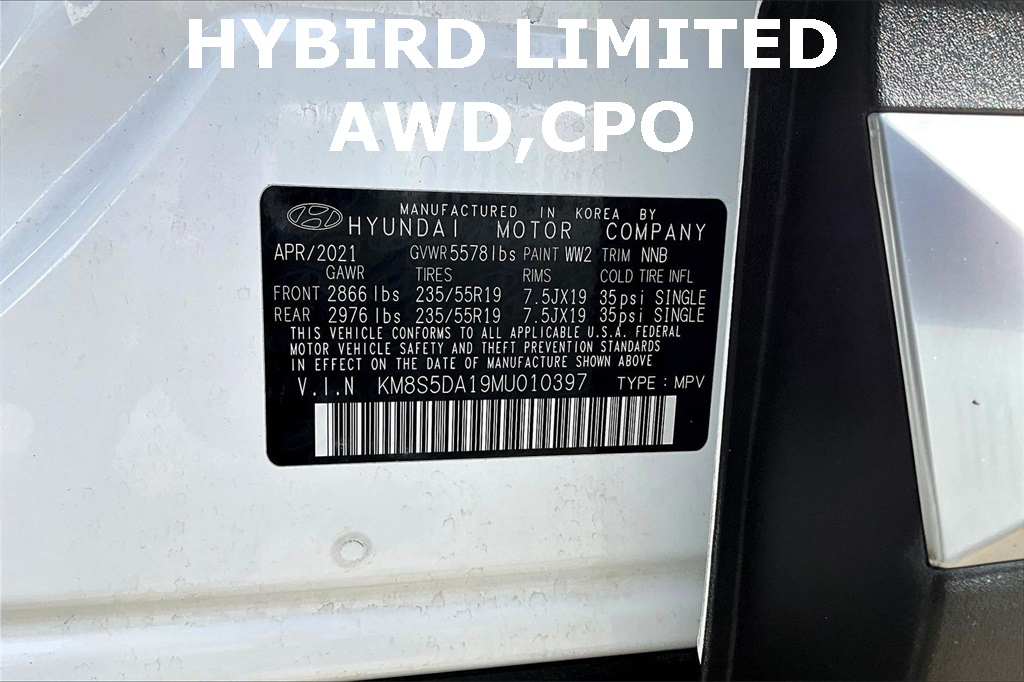 HYBIRD LIMITED
AWD,CPO
MANUFACTURED IN KOREA BY
HYUNDAI MOTOR COMPANY
APR/2021 GVWR 5578 lbs PAINT WW2 TRIM NNB
GAWR TIRES RIMS COLD TIRE INFL
FRONT 2866 lbs 235/55R19 7.5JX19 35psi SINGLE
REAR 2976 lbs 235/55R19 7.5JX19 35psi SINGLE
THIS VEHICLE CONFORMS TO ALL APPLICABLE U.S.A. FEDERAL
MOTOR VEHICLE SAFETY AND THEFT PREVENTION STANDARDS
IN EFFECT ON THE DATE OF MANUFACTURE SHOWN ABOVE
V.I.N KM8S5DA19MU010397 TYPE : MPV